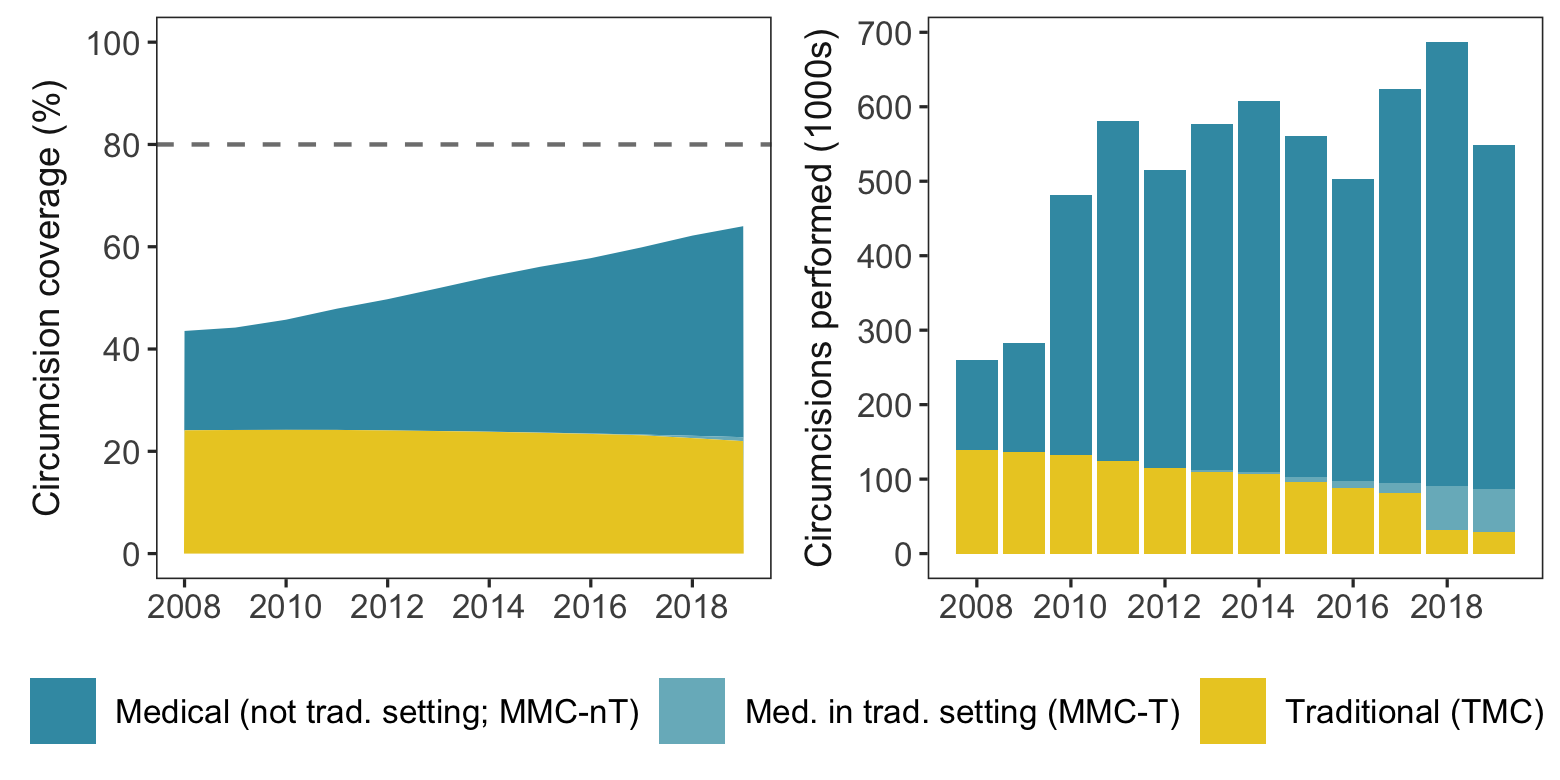 Circumcision coverage (%)
100
80
60
40
20
0
2008 2010 2012 2014 2016 2018
Circumcisions performed (1000s)
700
600
500
400
300
200
100
0
2008 2010 2012 2014 2016 2018
Medical (not trad. setting; MMC-nT) Med. in trad. setting (MMC-T) Traditional (TMC)